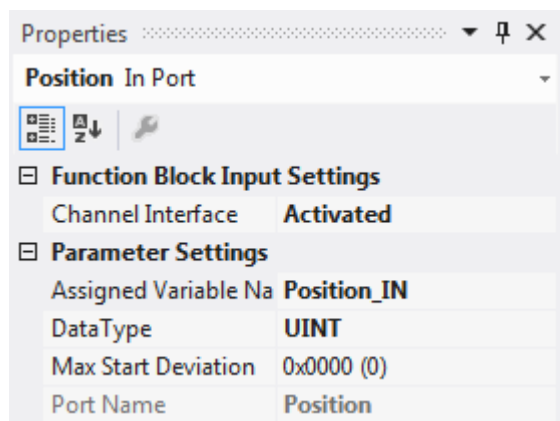 Properties
Position In Port
Function Block Input Settings
Channel Interface Activated
Parameter Settings
Assigned Variable Na Position_IN
DataType UINT
Max Start Deviation 0x0000 (0)
Port Name Position